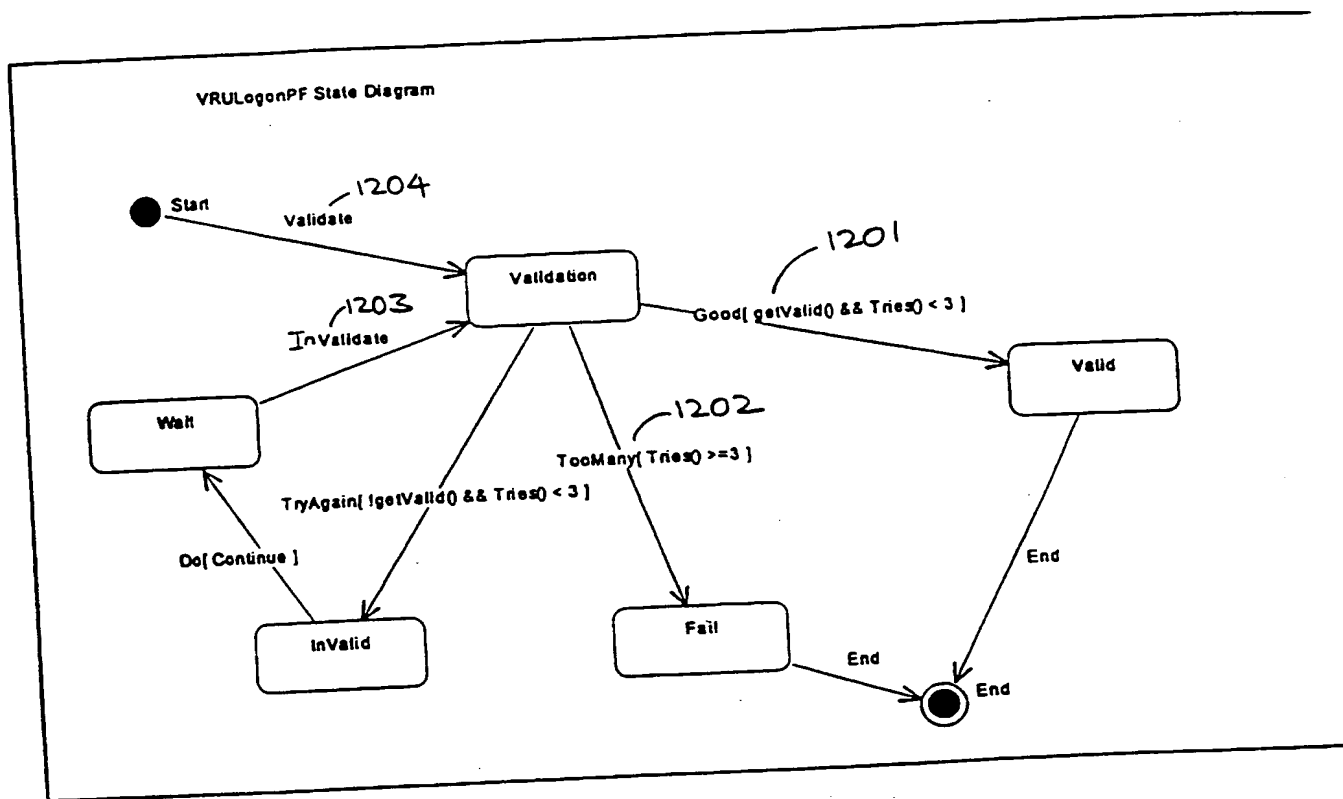 VRULogonPF State Diagram
1204
Start
Validate
1201
Validation
1203
Good[ getValid() && Tries() < 3 ]
InValidate
Valid
1202
Wait
TooMany[ Tries() >=3 ]
TryAgain[ !getValid() && Tries() < 3 ]
Do[ Continue ]
End
Fail
InValid
End
End